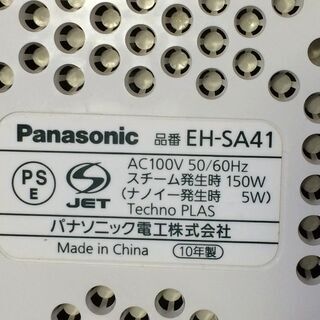 Panasonic 品番 EH-SA41
PS E
JET
AC100V 50/60Hz
スチーム発生時 150W
(ナノイー発生時 5W)
Techno PLAS
パナソニック電工株式会社
Made in China 10年製